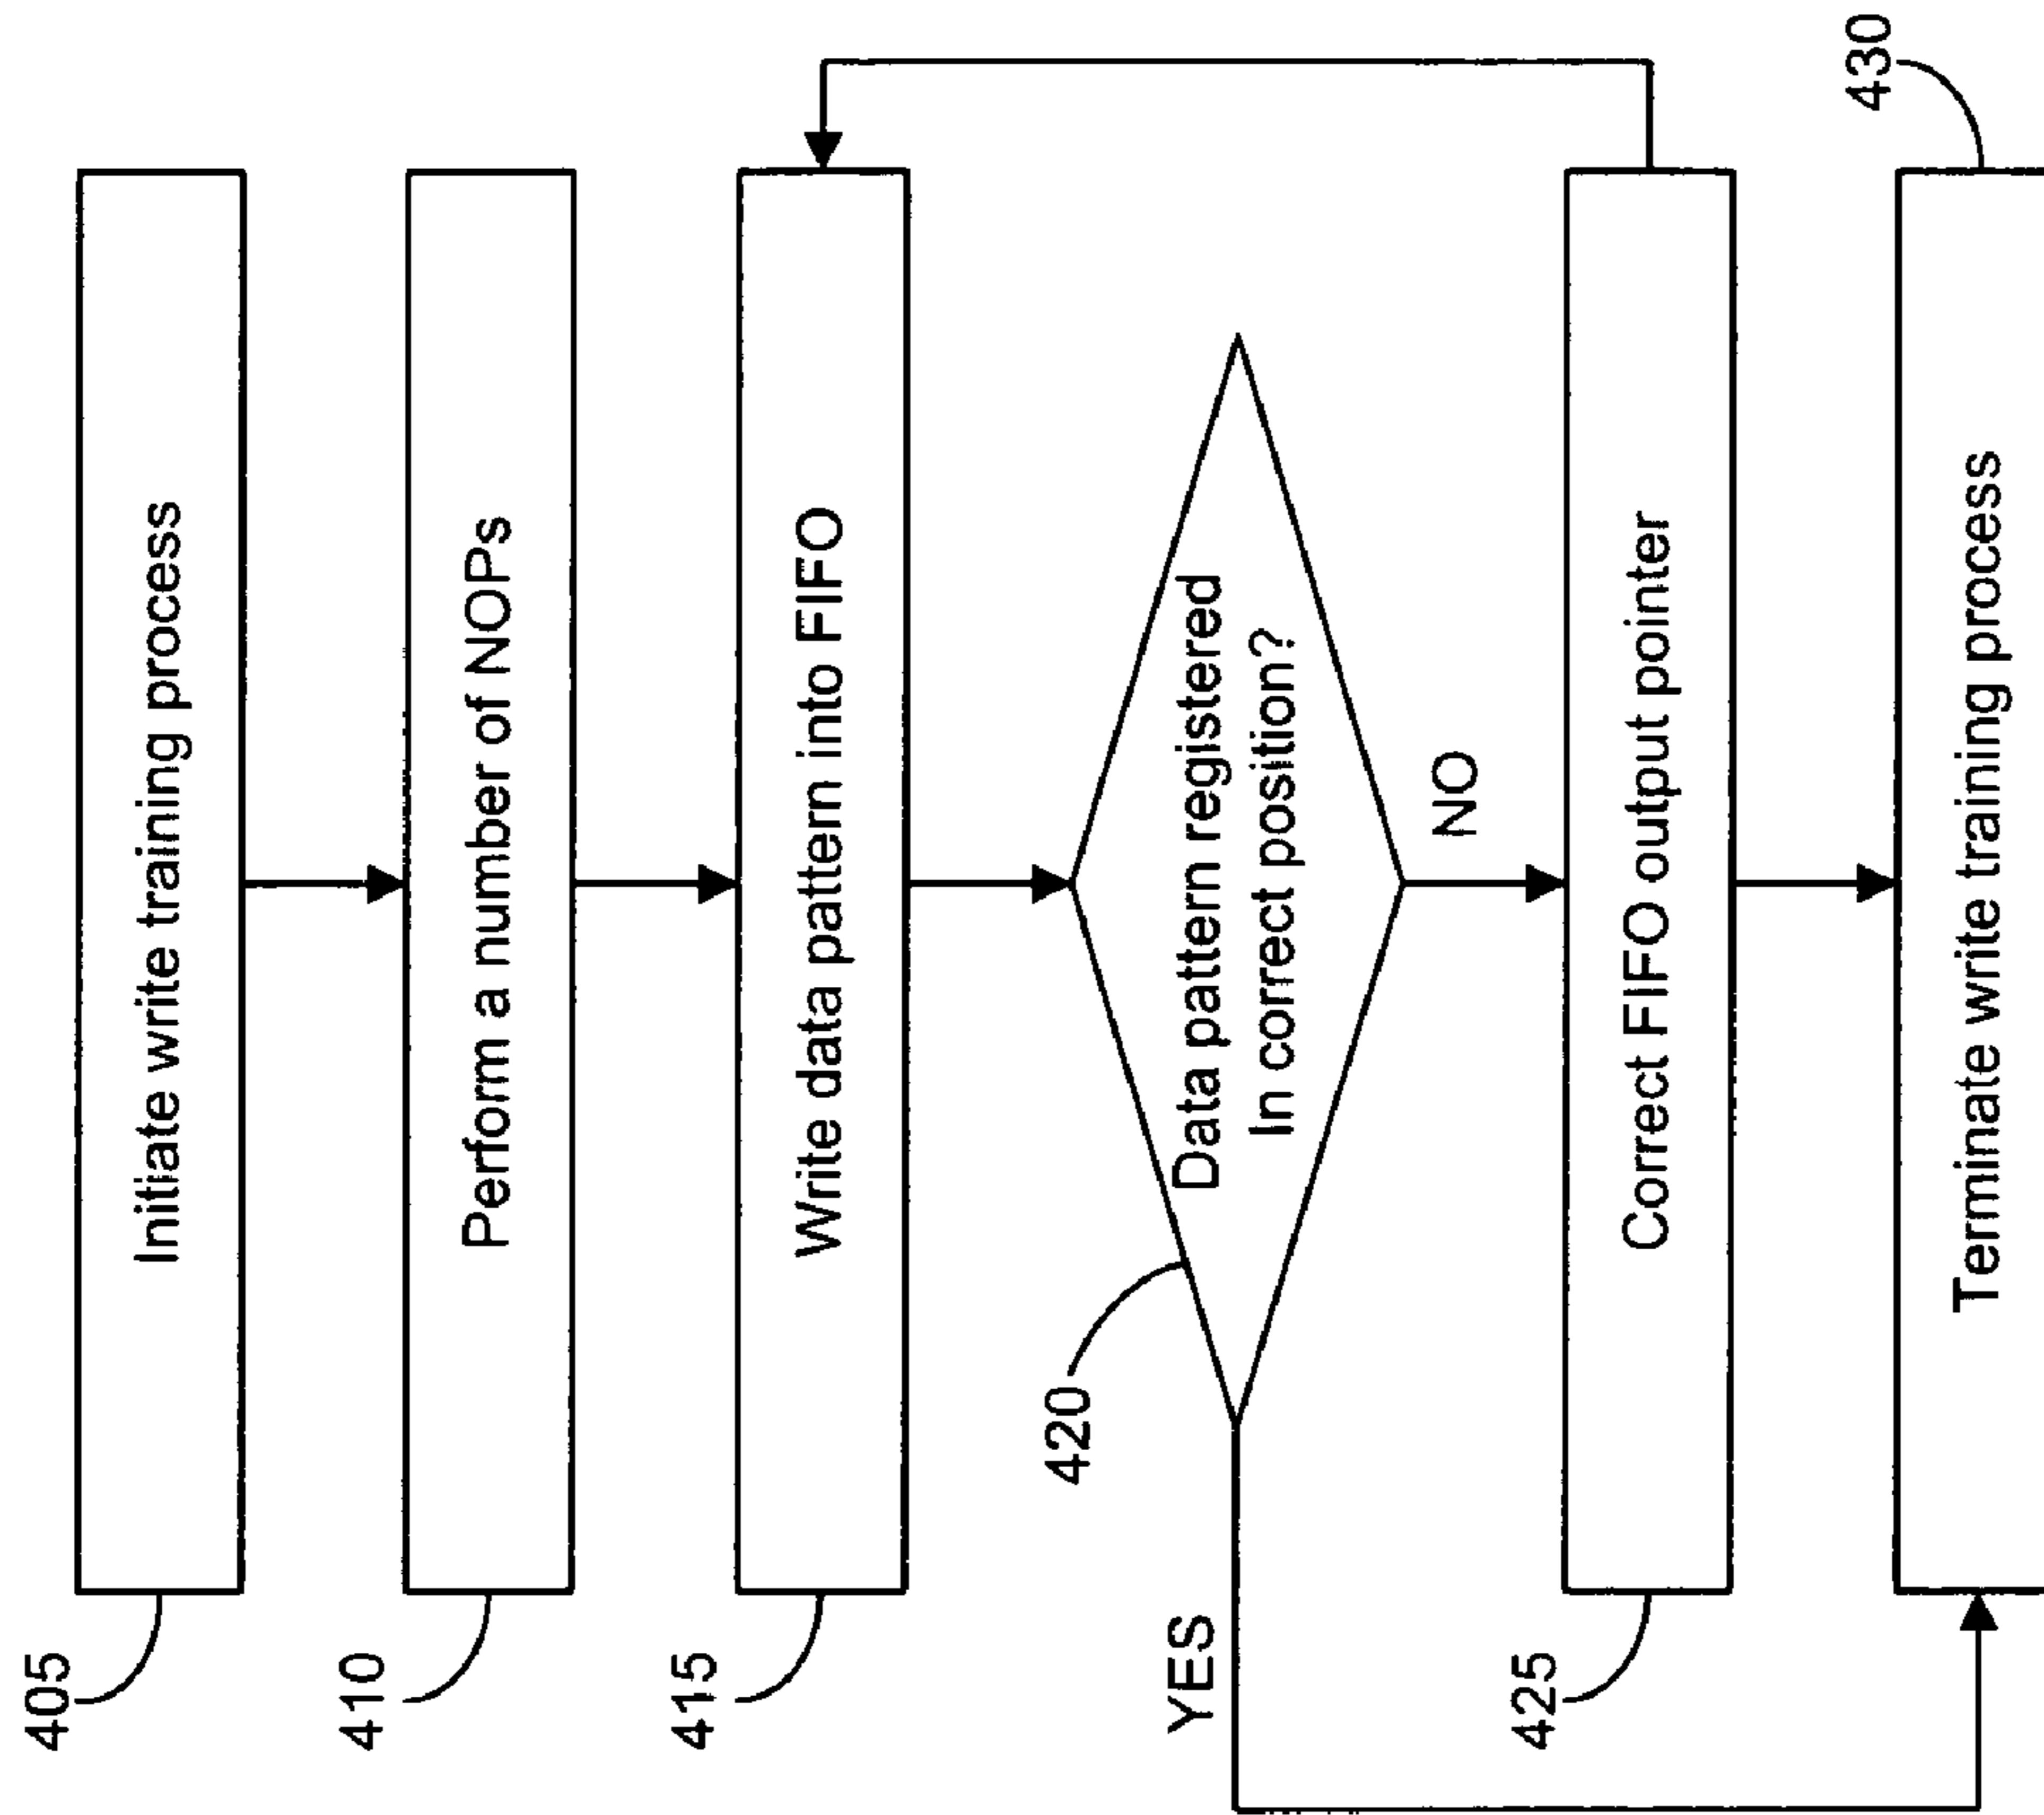 405
Initiate write training process
410
Perform a number of NOPs
415
Write data pattern into FIFO
420
Data pattern registered
In correct position?
YES
NO
425
Correct FIFO output pointer
430
Terminate write training process